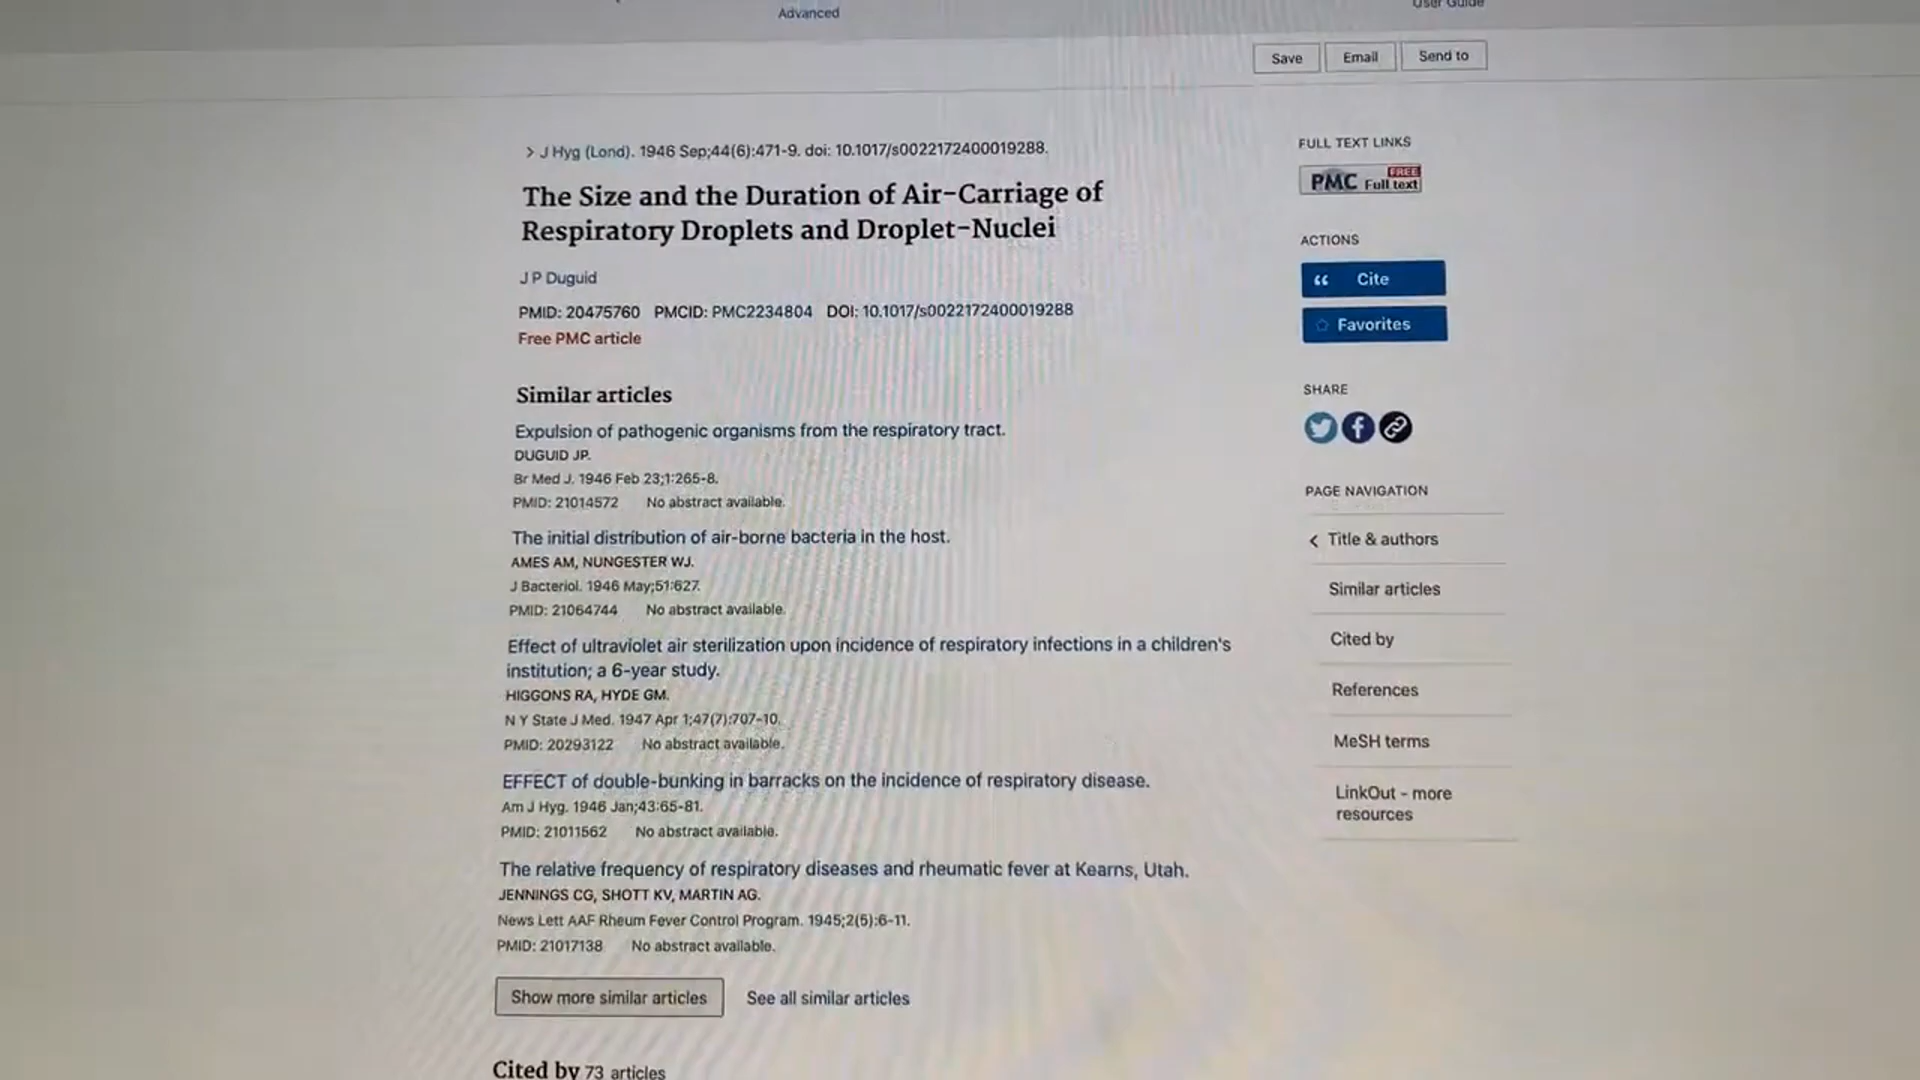 Advanced
User Guide
Save
Email
Send to
> J Hyg (Lond). 1946 Sep;44(6):471-9. doi: 10.1017/s0022172400019288.
The Size and the Duration of Air-Carriage of
Respiratory Droplets and Droplet-Nuclei
J P Duguid
PMID: 20475760 PMCID: PMC2234804 DOI: 10.1017/s0022172400019288
Free PMC article
Similar articles
Expulsion of pathogenic organisms from the respiratory tract.
DUGUID JP.
Br Med J. 1946 Feb 23;1:265-8.
PMID: 21014572 No abstract available.
The initial distribution of air-borne bacteria in the host.
AMES AM, NUNGESTER WJ.
J Bacteriol. 1946 May;51:627.
PMID: 21064744 No abstract available.
Effect of ultraviolet air sterilization upon incidence of respiratory infections in a children's
institution; a 6-year study.
HIGGONS RA, HYDE GM.
N Y State J Med. 1947 Apr 1;47(7):707-10.
PMID: 20293122 No abstract available.
EFFECT of double-bunking in barracks on the incidence of respiratory disease.
Am J Hyg. 1946 Jan;43:65-81.
PMID: 21011562 No abstract available.
The relative frequency of respiratory diseases and rheumatic fever at Kearns, Utah.
JENNINGS CG, SHOTT KV, MARTIN AG.
News Lett AAF Rheum Fever Control Program. 1945;2(5):6-11.
PMID: 21017138 No abstract available.
Show more similar articles
See all similar articles
Cited by 73 articles
FULL TEXT LINKS
PMC FREE Full text
ACTIONS
Cite
Favorites
SHARE
PAGE NAVIGATION
< Title & authors
Similar articles
Cited by
References
MeSH terms
LinkOut - more
resources